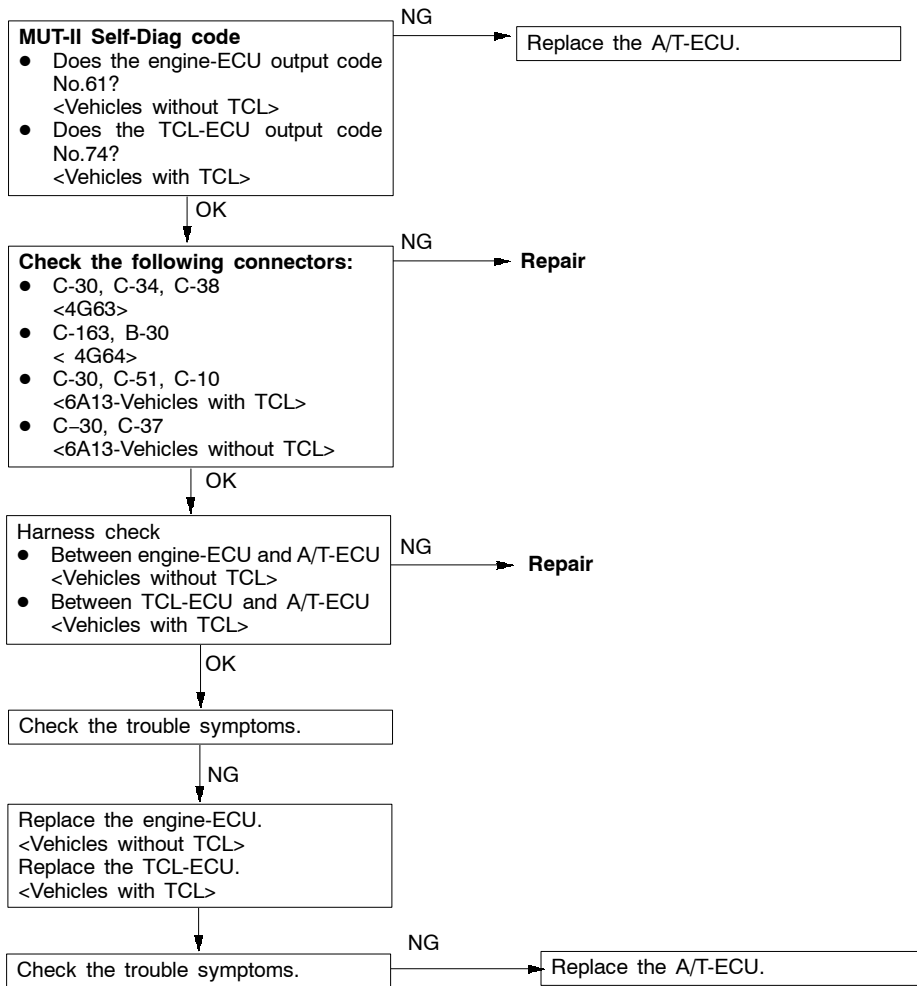 NG
MUT-II Self-Diag code
● Does the engine-ECU output code
No.61?
<Vehicles without TCL>
● Does the TCL-ECU output code
No.74?
<Vehicles with TCL>
Replace the A/T-ECU.
OK
NG
Check the following connectors:
● C-30, C-34, C-38
<4G63>
● C-163, B-30
< 4G64>
● C-30, C-51, C-10
<6A13-Vehicles with TCL>
● C–30, C-37
<6A13-Vehicles without TCL>
Repair
OK
Harness check
● Between engine-ECU and A/T-ECU
<Vehicles without TCL>
● Between TCL-ECU and A/T-ECU
<Vehicles with TCL>
NG
Repair
OK
Check the trouble symptoms.
NG
Replace the engine-ECU.
<Vehicles without TCL>
Replace the TCL-ECU.
<Vehicles with TCL>
Check the trouble symptoms.
NG
Replace the A/T-ECU.